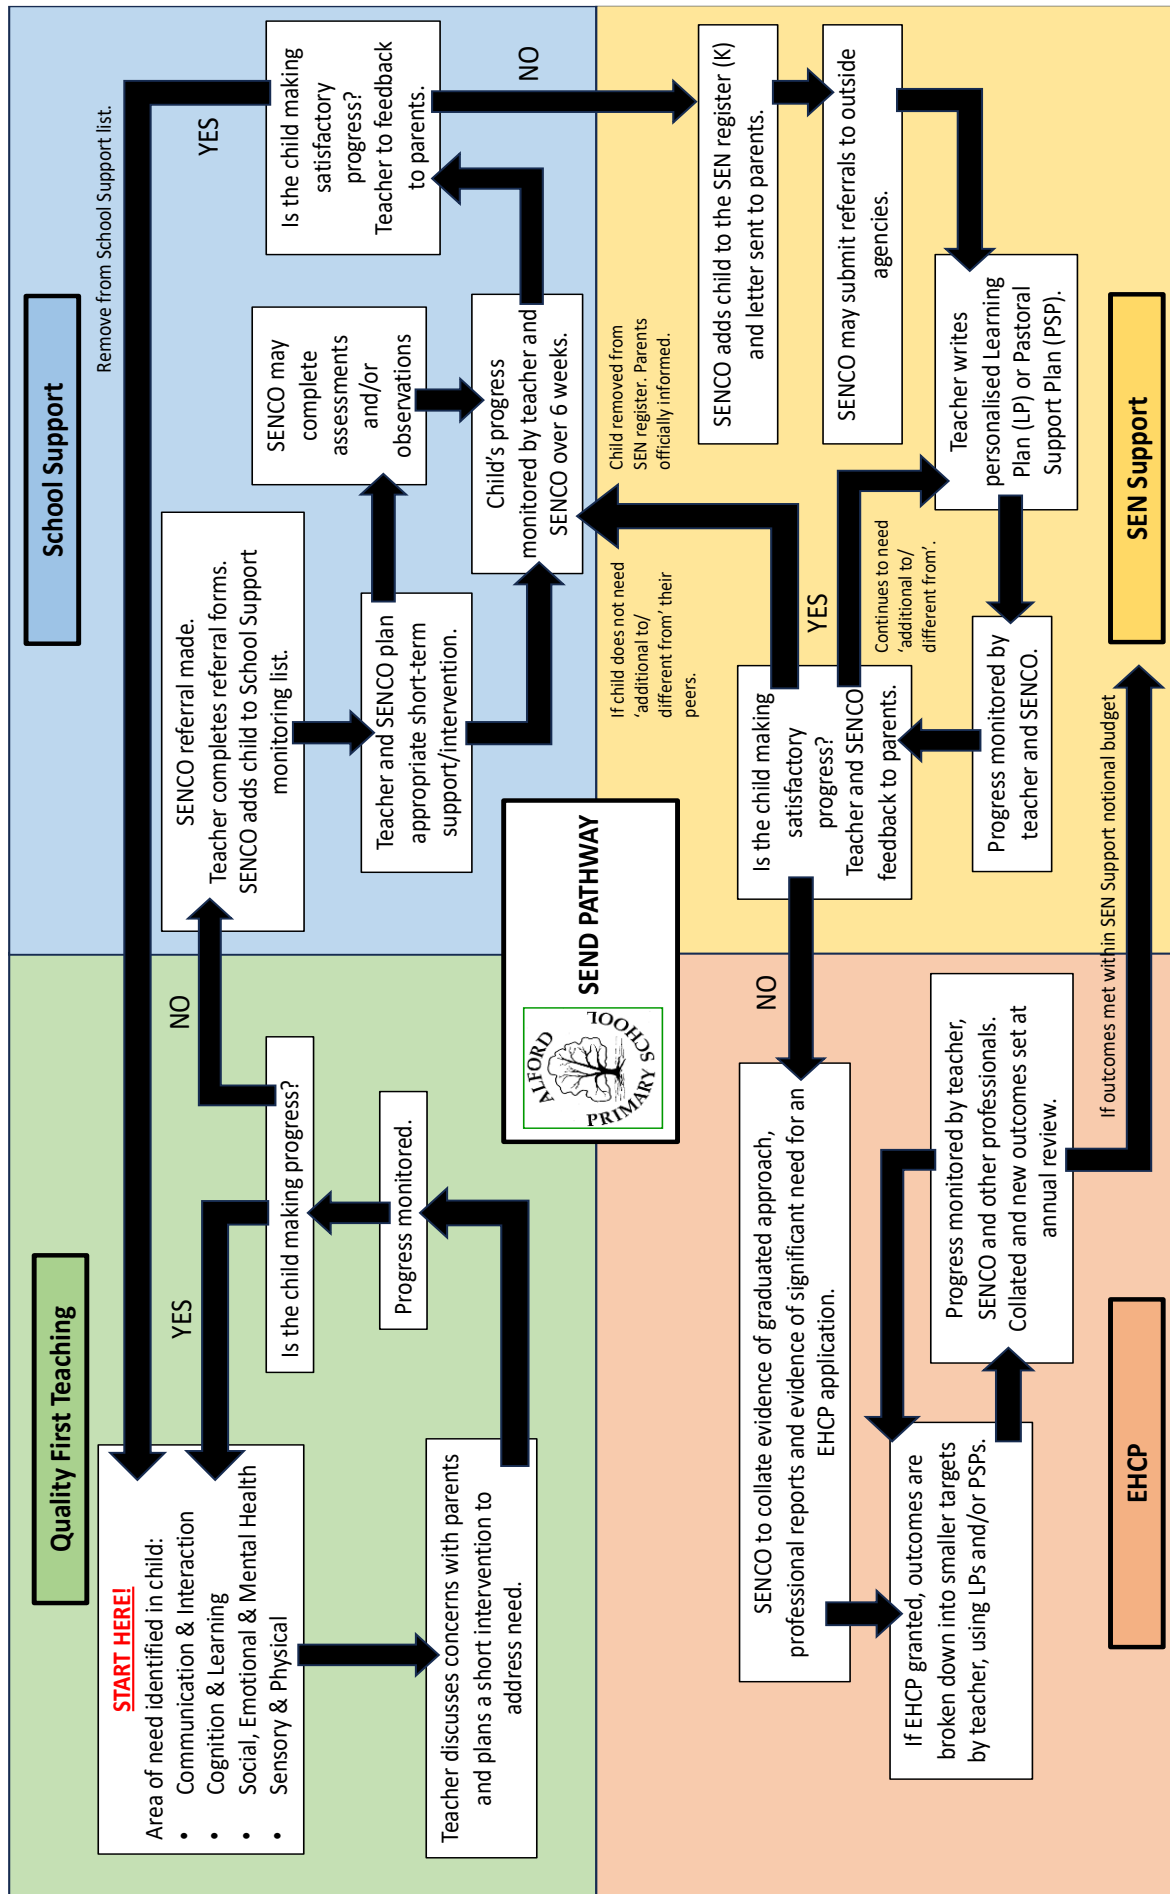 Quality First Teaching
START HERE!
Area of need identified in child:
• Communication & Interaction
• Cognition & Learning
• Social, Emotional & Mental Health
• Sensory & Physical
Teacher discusses concerns with parents
and plans a short intervention to
address need.
Progress monitored.
Is the child making progress?
YES
NO
School Support
Remove from School Support list.
SENCO referral made.
Teacher completes referral forms.
SENCO adds child to School Support
monitoring list.
Teacher and SENCO plan
appropriate short-term
support/intervention.
SENCO may
complete
assessments
and/or
observations
Child's progress
monitored by teacher and
SENCO over 6 weeks.
Is the child making
satisfactory
progress?
Teacher to feedback
to parents.
YES
NO
ALFORD
PRIMARY SCHOOL
SEND PATHWAY
SENCO adds child to the SEN register (K)
and letter sent to parents.
SENCO may submit referrals to outside
agencies.
Teacher writes
personalised Learning
Plan (LP) or Pastoral
Support Plan (PSP).
Progress monitored by
teacher and SENCO.
Is the child making
satisfactory
progress?
Teacher and SENCO
feedback to parents.
YES
If child does not need
‘additional to/
different from’ their
peers.
Child removed from
SEN register. Parents
officially informed.
Continues to need
‘additional to/
different from’.
SEN Support
NO
SENCO to collate evidence of graduated approach,
professional reports and evidence of significant need for an
EHCP application.
If EHCP granted, outcomes are
broken down into smaller targets
by teacher, using LPs and/or PSPs.
Progress monitored by teacher,
SENCO and other professionals.
Collated and new outcomes set at
annual review.
If outcomes met within SEN Support notional budget
EHCP